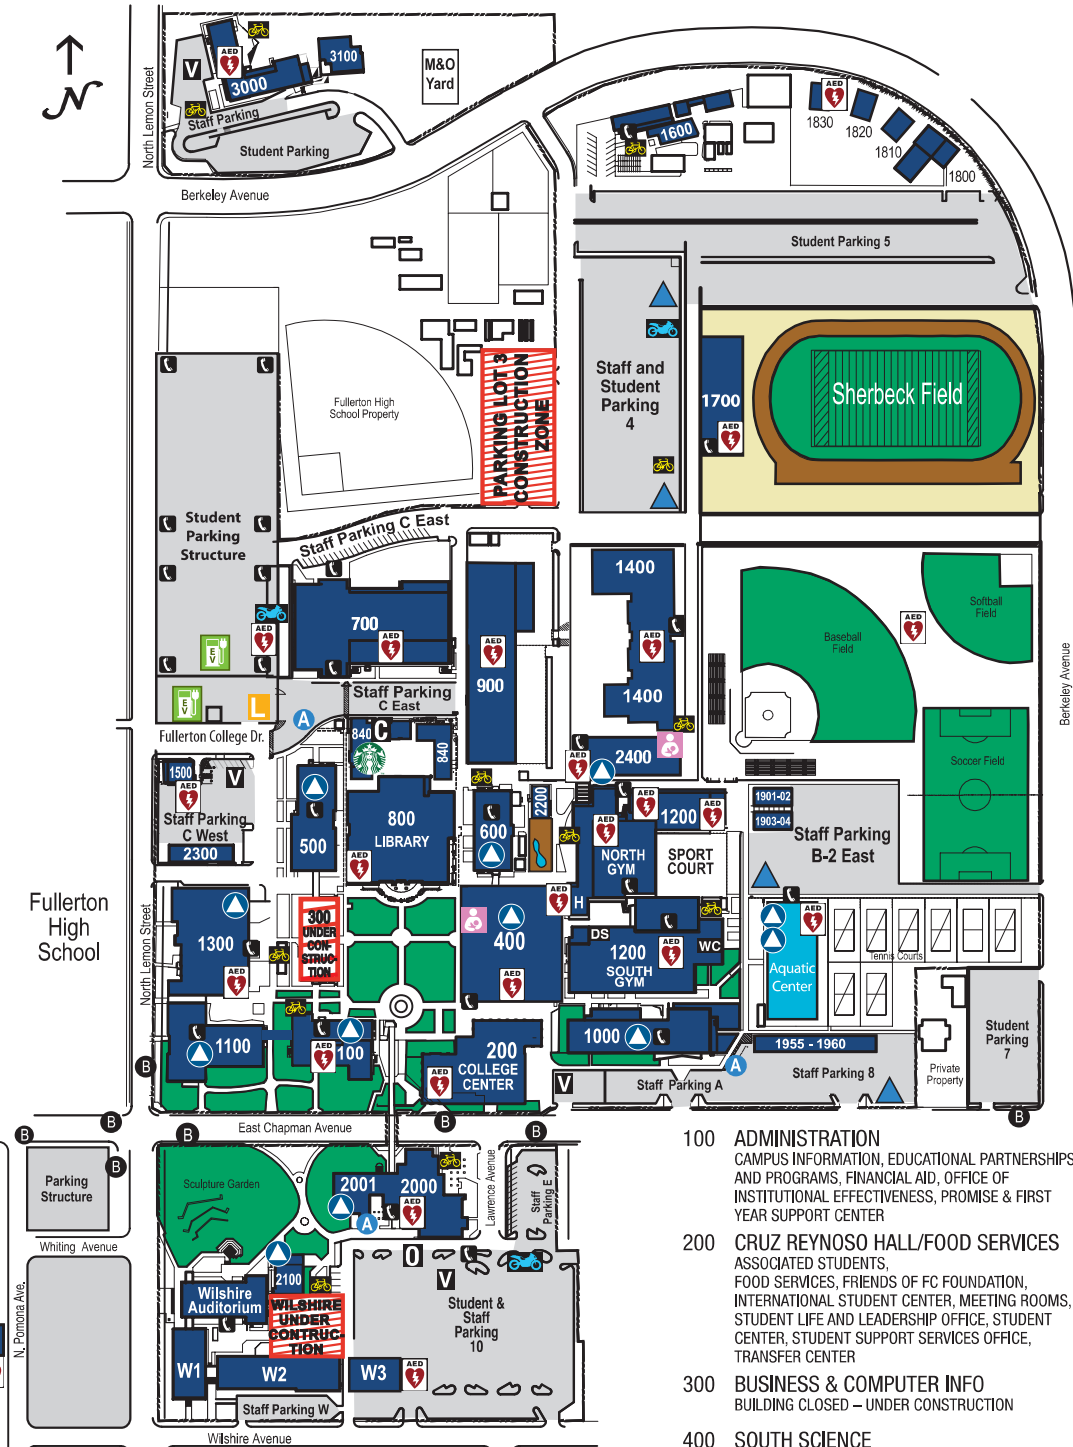 N
North Lemon Street
AED
V
3000
3100
Staff Parking
Student Parking
M&O
Yard
Berkeley Avenue
1600
AED
1830
1820
1810
1800
Student Parking 5
Fullerton High
School Property
PARKING LOT 3
CONSTRUCTION
ZONE
Staff and
Student
Parking
4
1700
AED
Sherbeck Field
Student
Parking
Structure
Staff Parking C East
AED
EV
EV
L
A
700
AED
Staff Parking
C East
900
AED
1400
AED
1400
Baseball
Field
AED
Softball
Field
Berkeley Avenue
Soccer Field
Fullerton College Dr.
1500
AED
V
Staff Parking
C West
2300
500
840
C
840
800
LIBRARY
AED
600
2200
2400
AED
NORTH
GYM
AED
AED
1200
AED
SPORT
COURT
1901-02
1903-04
Staff Parking
B-2 East
Fullerton
High
School
North Lemon Street
1300
AED
300
UNDER
CON-
STRUC-
TION
400
AED
AED
H
DS
1200
SOUTH
GYM
AED
WC
AED
Aquatic
Center
Tennis Courts
1100
100
AED
200
COLLEGE
CENTER
AED
1000
V
Staff Parking A
A
1955 - 1960
Staff Parking 8
Private
Property
Student
Parking
7
B
B
B
B
B
B
B
B
East Chapman Avenue
Parking
Structure
Whiting Avenue
N. Pomona Ave.
Sculpture Garden
2001
2000
AED
A
Lawrence Avenue
Staff
Parking E
2100
Wilshire
Auditorium
WILSHIRE
UNDER
CONTRUC-
TION
O
V
Student &
Staff
Parking
10
W1
W2
W3
AED
Staff Parking W
Wilshire Avenue
100 ADMINISTRATION
CAMPUS INFORMATION, EDUCATIONAL PARTNERSHIPS
AND PROGRAMS, FINANCIAL AID, OFFICE OF
INSTITUTIONAL EFFECTIVENESS, PROMISE & FIRST
YEAR SUPPORT CENTER
200 CRUZ REYNOSO HALL/FOOD SERVICES
ASSOCIATED STUDENTS,
FOOD SERVICES, FRIENDS OF FC FOUNDATION,
INTERNATIONAL STUDENT CENTER, MEETING ROOMS,
STUDENT LIFE AND LEADERSHIP OFFICE, STUDENT
CENTER, STUDENT SUPPORT SERVICES OFFICE,
TRANSFER CENTER
300 BUSINESS & COMPUTER INFO
BUILDING CLOSED – UNDER CONSTRUCTION
400 SOUTH SCIENCE